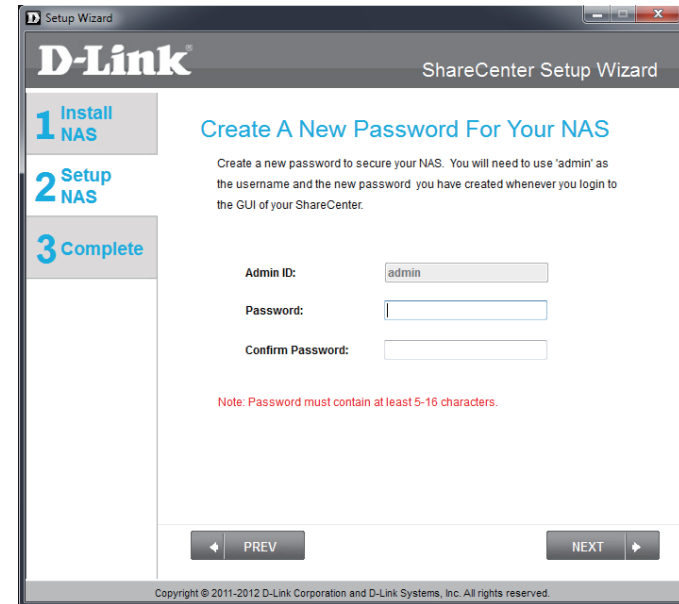 Setup Wizard
D-Link®
ShareCenter Setup Wizard
1 Install NAS
2 Setup NAS
3 Complete
Create A New Password For Your NAS
Create a new password to secure your NAS. You will need to use 'admin' as
the username and the new password you have created whenever you login to
the GUI of your ShareCenter.
Admin ID: admin
Password:
Confirm Password:
Note: Password must contain at least 5-16 characters.
PREV
NEXT
Copyright © 2011-2012 D-Link Corporation and D-Link Systems, Inc. All rights reserved.